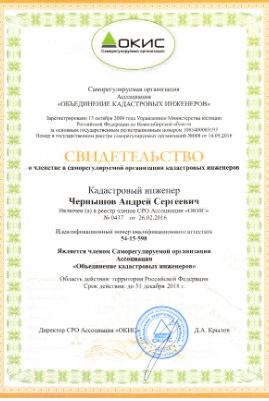 ОКИС
Саморегулируемая организация
Саморегулируемая организация
Ассоциация
«ОБЪЕДИНЕНИЕ КАДАСТРОВЫХ ИНЖЕНЕРОВ»
Зарегистрировано 13 октября 2008 года Управлением Министерства юстиции
Российской Федерации по Новосибирской области
за основным государственным регистрационным номером
Номер в государственном реестре саморегулируемых организаций от 14.09.2016
СВИДЕТЕЛЬСТВО
о членстве в саморегулируемой организации кадастровых инженеров
Кадастровый инженер
Чернышов Андрей Сергеевич
Включен (а) в реестр членов СРО Ассоциации «ОКИС»
№ 0437 от 26.02.2016
Идентификационный номер квалификационного аттестата
54-15-598
Является членом Саморегулируемой организации
Ассоциации
«Объединение кадастровых инженеров»
Область действия: территория Российской Федерации
Срок действия: до 31 декабря 2018 г.
Директор СРО Ассоциации «ОКИС» Д.А. Крылов